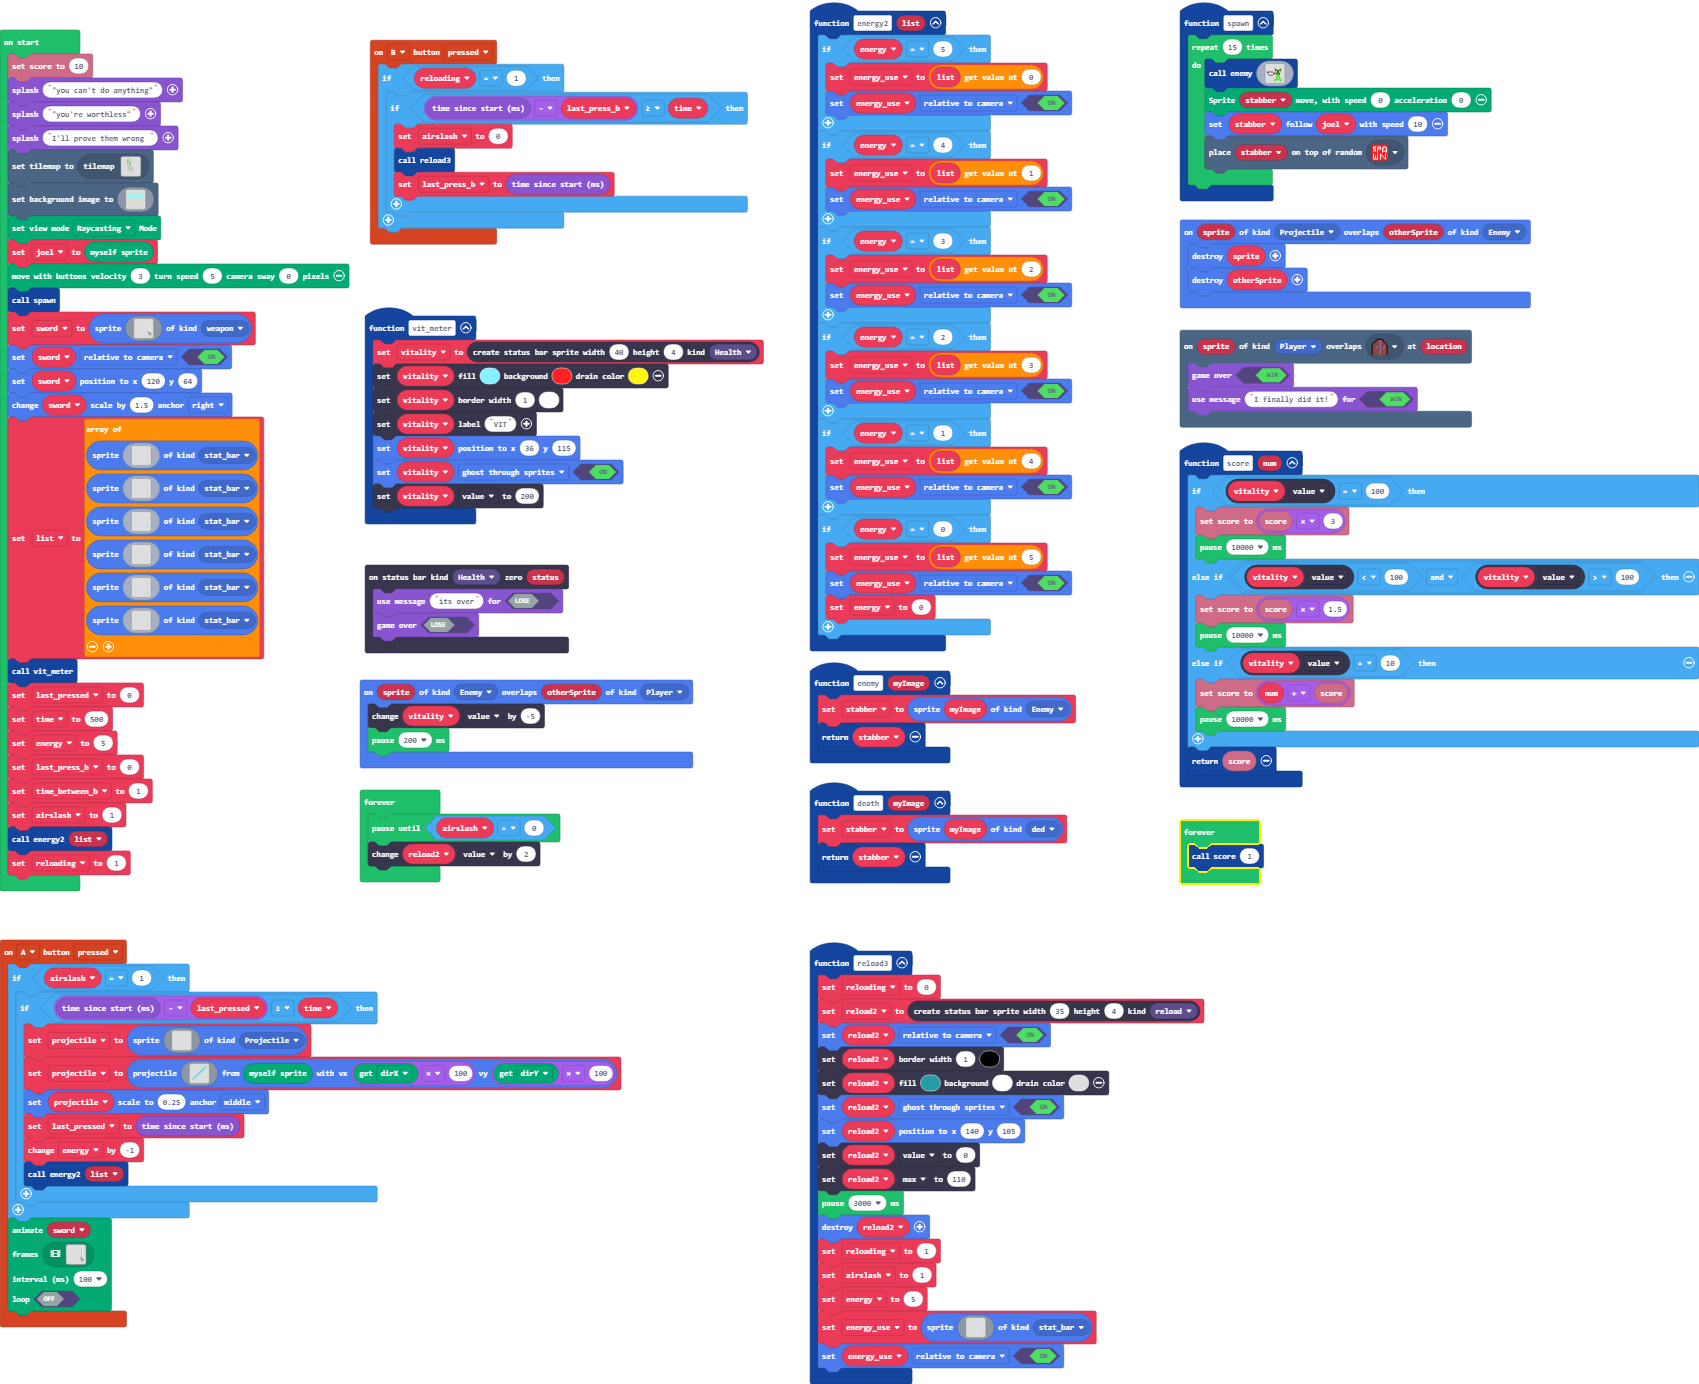 on start
set score to 10
splash "you can't do anything"
splash "you're worthless"
splash "I'll prove them wrong "
set tilemap to tilemap
set background image to
set view mode Raycasting Mode
set joel to myself sprite
move with buttons velocity 3 turn speed 5 camera sway 0 pixels
call spawn
set sword to sprite of kind weapon
set sword relative to camera ON
set sword position to x 120 y 64
change sword scale by 1.5 anchor right
set list to array of
sprite of kind stat_bar
sprite of kind stat_bar
sprite of kind stat_bar
sprite of kind stat_bar
sprite of kind stat_bar
sprite of kind stat_bar
call vit_meter
set last_pressed to 0
set time to 500
set energy to 5
set last_press_b to 0
set time_between_b to 1
set airslash to 1
call energy2 list
set reloading to 1
on B button pressed
if reloading = 1 then
if time since start (ms) - last_press_b ≥ time then
set airslash to 0
call reload3
set last_press_b to time since start (ms)
function vit_meter
set vitality to create status bar sprite width 40 height 4 kind Health
set vitality fill background drain color
set vitality border width 1
set vitality label "VIT"
set vitality position to x 36 y 115
set vitality ghost through sprites ON
set vitality value to 200
on status bar kind Health zero status
use message "its over" for LOSE
game over LOSE
on sprite of kind Enemy overlaps otherSprite of kind Player
change vitality value by -5
pause 200 ms
forever
pause until airslash = 0
change reload2 value by 2
function energy2 list
if energy = 5 then
set energy_use to list get value at 0
set energy_use relative to camera ON
if energy = 4 then
set energy_use to list get value at 1
set energy_use relative to camera ON
if energy = 3 then
set energy_use to list get value at 2
set energy_use relative to camera ON
if energy = 2 then
set energy_use to list get value at 3
set energy_use relative to camera ON
if energy = 1 then
set energy_use to list get value at 4
set energy_use relative to camera ON
if energy = 0 then
set energy_use to list get value at 5
set energy_use relative to camera ON
set energy to 0
function enemy myImage
set stabber to sprite myImage of kind Enemy
return stabber
function death myImage
set stabber to sprite myImage of kind ded
return stabber
function spawn
repeat 15 times
do call enemy
Sprite stabber move, with speed 0 acceleration 0
set stabber follow joel with speed 10
place stabber on top of random SPAWN
on sprite of kind Projectile overlaps otherSprite of kind Enemy
destroy sprite
destroy otherSprite
on sprite of kind Player overlaps at location
game over WIN
use message "I finally did it!" for WIN
function score num
if vitality value = 100 then
set score to score × 3
pause 10000 ms
else if vitality value < 100 and vitality value > 100 then
set score to score × 1.5
pause 10000 ms
else if vitality value = 10 then
set score to num ÷ score
pause 10000 ms
return score
forever
call score 1
on A button pressed
if airslash = 1 then
if time since start (ms) - last_pressed ≥ time then
set projectile to sprite of kind Projectile
set projectile to projectile from myself sprite with vx get dirX × 100 vy get dirY × 100
set projectile scale to 0.25 anchor middle
set last_pressed to time since start (ms)
change energy by -1
call energy2 list
animate sword
frames
interval (ms) 100
loop OFF
function reload3
set reloading to 0
set reload2 to create status bar sprite width 35 height 4 kind reload
set reload2 relative to camera ON
set reload2 border width 1
set reload2 fill background drain color
set reload2 ghost through sprites ON
set reload2 position to x 140 y 105
set reload2 value to 0
set reload2 max to 110
pause 3000 ms
destroy reload2
set reloading to 1
set airslash to 1
set energy to 5
set energy_use to sprite of kind stat_bar
set energy_use relative to camera ON